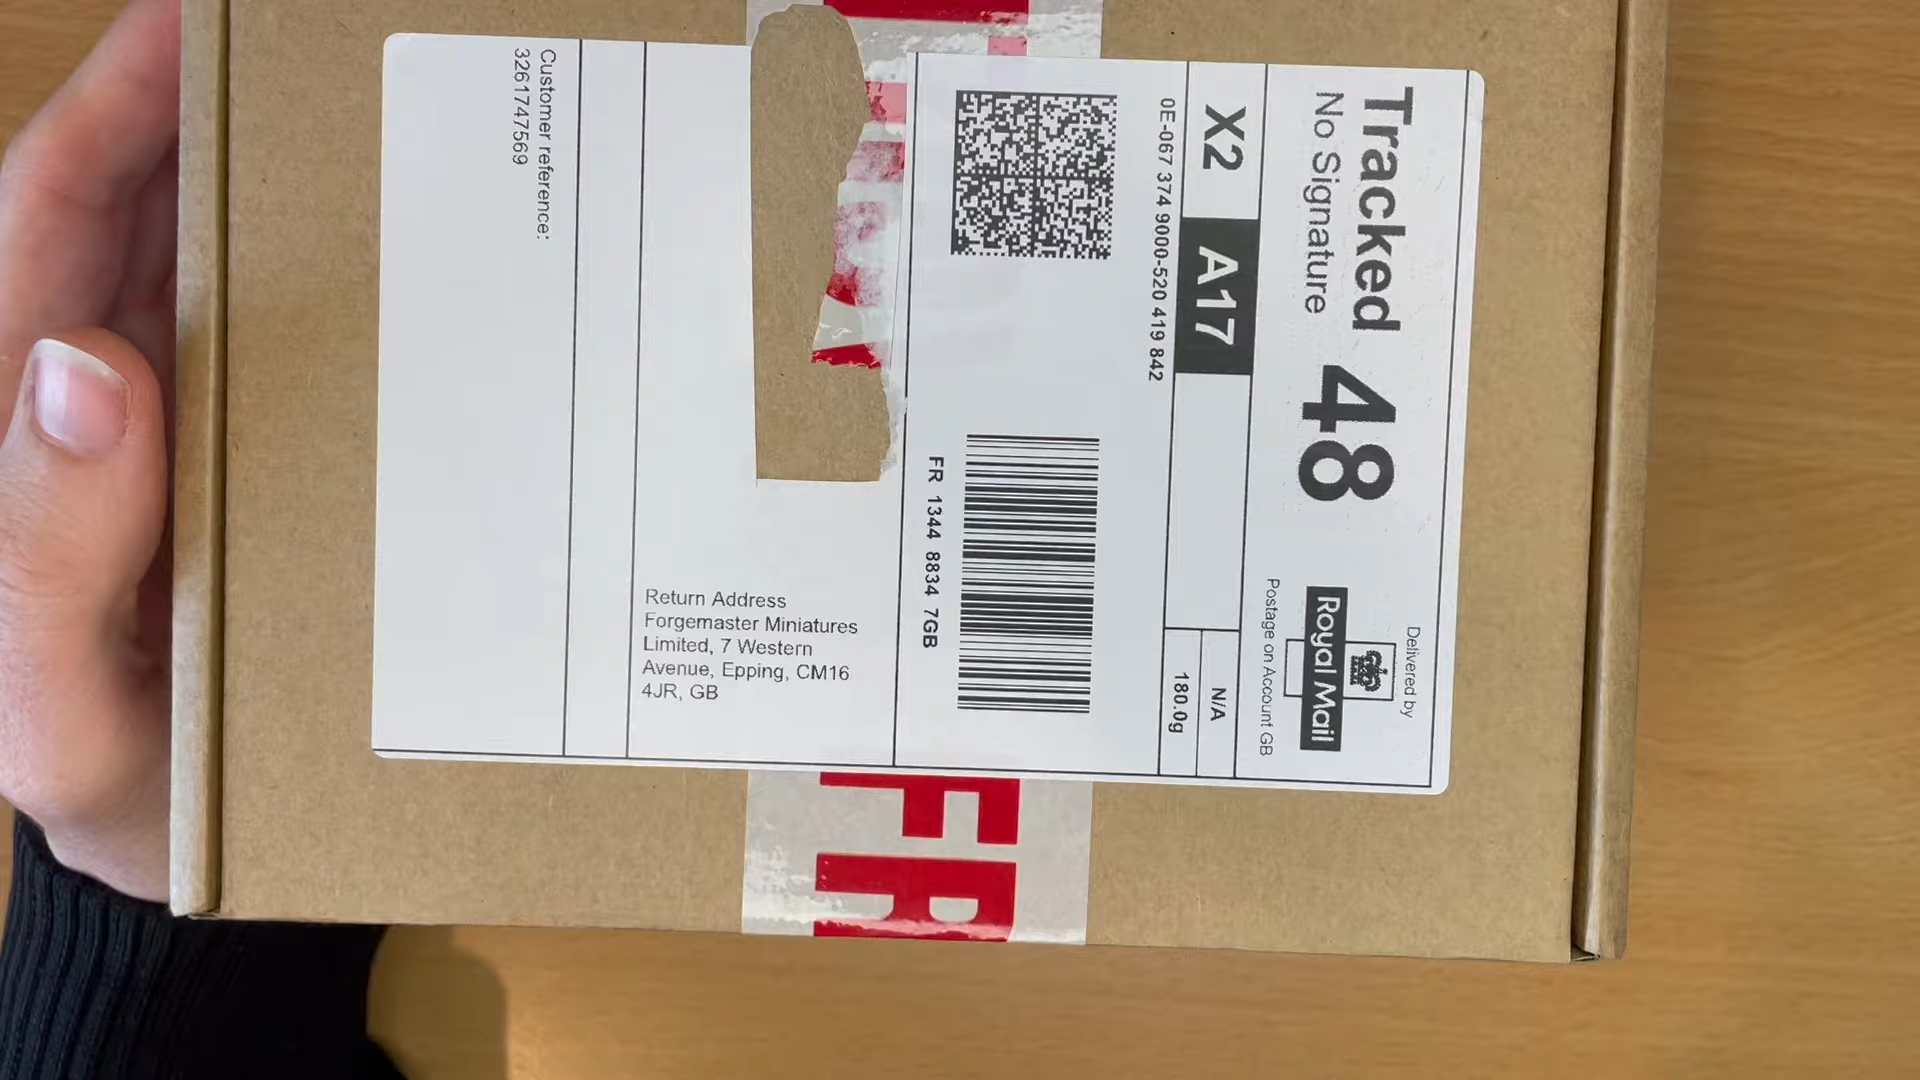 Tracked 48
No Signature
Delivered by
Royal Mail
Postage on Account GB
X2
A17
N/A
180.0g
0E-067 374 9000-520 419 842
FR 1344 8834 7GB
Return Address
Forgemaster Miniatures
Limited, 7 Western
Avenue, Epping, CM16
4JR, GB
Customer reference:
3261747569